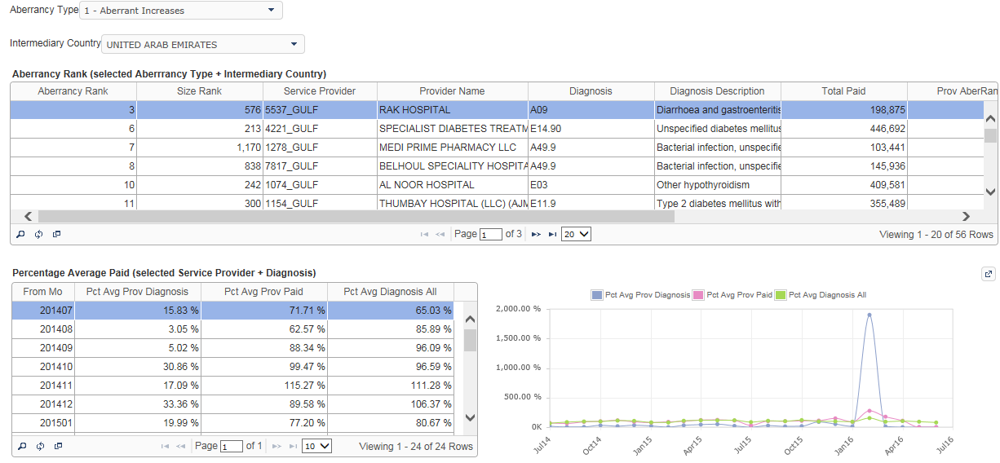 Aberrancy Type 1 - Aberrant Increases
Intermediary Country UNITED ARAB EMIRATES
Aberrancy Rank (selected Aberrrancy Type + Intermediary Country)
Aberrancy Rank Size Rank Service Provider Provider Name Diagnosis Diagnosis Description Total Paid Prov AberRan
3 576 5537_GULF RAK HOSPITAL A09 Diarrhoea and gastroenteritis 198,875
6 213 4221_GULF SPECIALIST DIABETES TREATM E14.90 Unspecified diabetes mellitus 446,692
7 1,170 1278_GULF MEDI PRIME PHARMACY LLC A49.9 Bacterial infection, unspecifie 103,441
8 838 7817_GULF BELHOUL SPECIALITY HOSPITA A49.9 Bacterial infection, unspecifie 145,936
10 242 1074_GULF AL NOOR HOSPITAL E03 Other hypothyroidism 409,581
11 300 1154_GULF THUMBAY HOSPITAL (LLC) (AJM E11.9 Type 2 diabetes mellitus with 355,489
Page 1 of 3 20 Viewing 1 - 20 of 56 Rows
Percentage Average Paid (selected Service Provider + Diagnosis)
From Mo Pct Avg Prov Diagnosis Pct Avg Prov Paid Pct Avg Diagnosis All
201407 15.83 % 71.71 % 65.03 %
201408 3.05 % 62.57 % 85.89 %
201409 5.02 % 88.34 % 96.09 %
201410 30.86 % 99.47 % 96.59 %
201411 17.09 % 115.27 % 111.28 %
201412 33.36 % 89.58 % 106.37 %
201501 19.99 % 77.20 % 80.67 %
Page 1 of 1 10 Viewing 1 - 24 of 24 Rows
Pct Avg Prov Diagnosis Pct Avg Prov Paid Pct Avg Diagnosis All
2,000.00 %
1,500.00 %
1,000.00 %
500.00 %
0K
Jul14 Oct14 Jan15 Apr15 Jul15 Oct15 Jan16 Apr16 Jul16